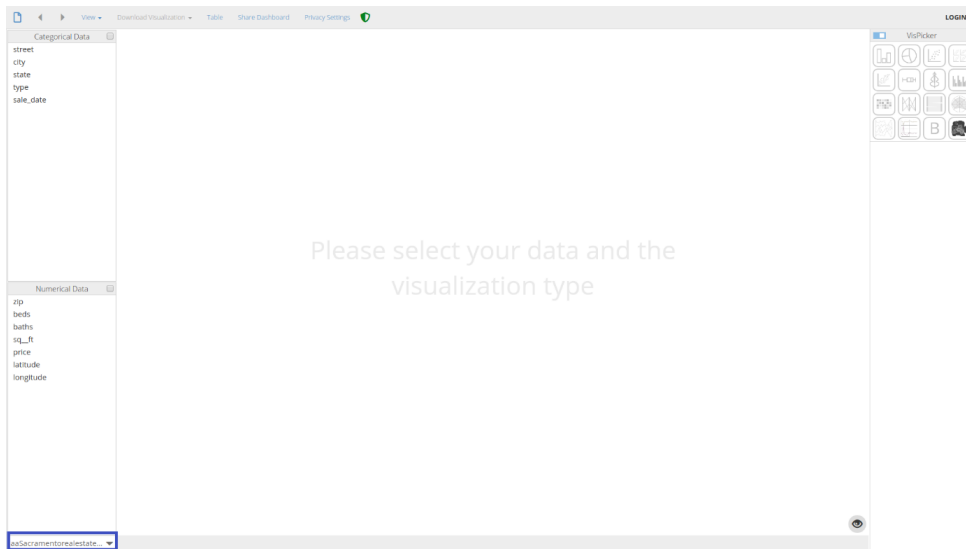 View
Download Visualization
Table
Share Dashboard
Privacy Settings
LOGIN
Categorical Data
street
city
state
type
sale_date
VisPicker
B
Please select your data and the
visualization type
Numerical Data
zip
beds
baths
sq__ft
price
latitude
longitude
aaSacramentorealestate...